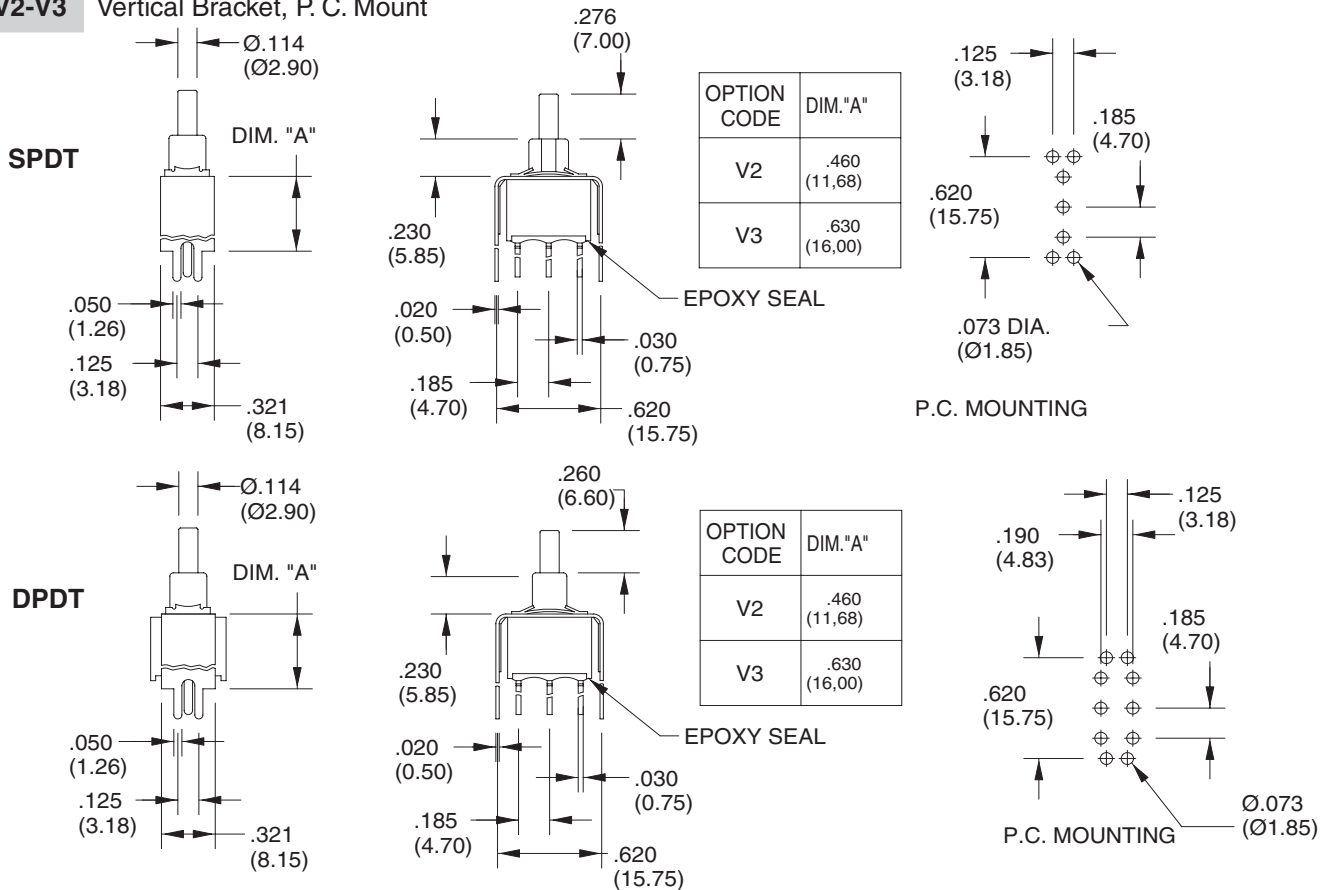 V2-V3 Vertical Bracket, P. C. Mount
SPDT
Ø.114
(Ø2.90)
DIM. "A"
.050
(1.26)
.125
(3.18)
.321
(8.15)
.276
(7.00)
.230
(5.85)
.020
(0.50)
.185
(4.70)
EPOXY SEAL
.030
(0.75)
.620
(15.75)
OPTION CODE DIM."A"
V2 .460 (11,68)
V3 .630 (16,00)
.125
(3.18)
.185
(4.70)
.620
(15.75)
.073 DIA.
(Ø1.85)
P.C. MOUNTING
DPDT
Ø.114
(Ø2.90)
DIM. "A"
.050
(1.26)
.125
(3.18)
.321
(8.15)
.260
(6.60)
.230
(5.85)
.020
(0.50)
.185
(4.70)
EPOXY SEAL
.030
(0.75)
.620
(15.75)
OPTION CODE DIM."A"
V2 .460 (11,68)
V3 .630 (16,00)
.125
(3.18)
.190
(4.83)
.185
(4.70)
.620
(15.75)
Ø.073
(Ø1.85)
P.C. MOUNTING